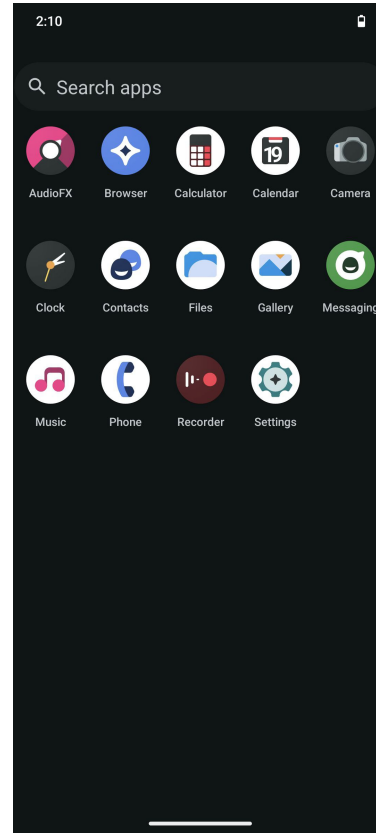 2:10
Search apps
AudioFX Browser Calculator Calendar Camera
19
Clock Contacts Files Gallery Messaging
Music Phone Recorder Settings